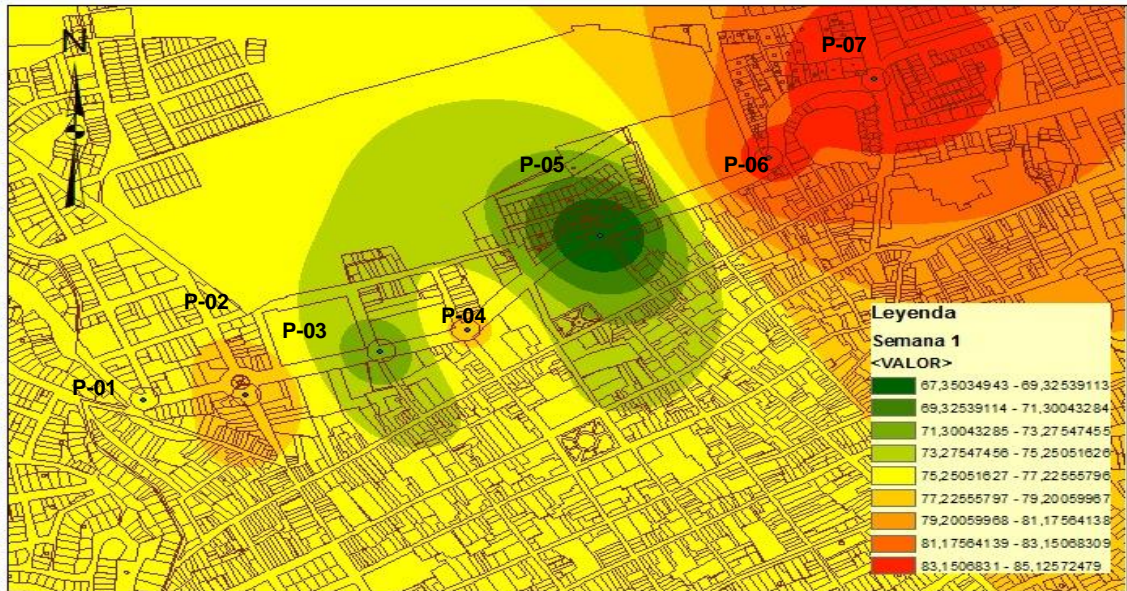 N
P-07
P-05
P-06
P-02
P-03
P-04
P-01
Leyenda
Semana 1
<VALOR>
67,35034943 - 69,32539113
69,32539114 - 71,30043284
71,30043285 - 73,27547455
73,27547456 - 75,25051626
75,25051627 - 77,22555796
77,22555797 - 79,20059967
79,20059968 - 81,17564138
81,17564139 - 83,15068309
83,1506831 - 85,12572479